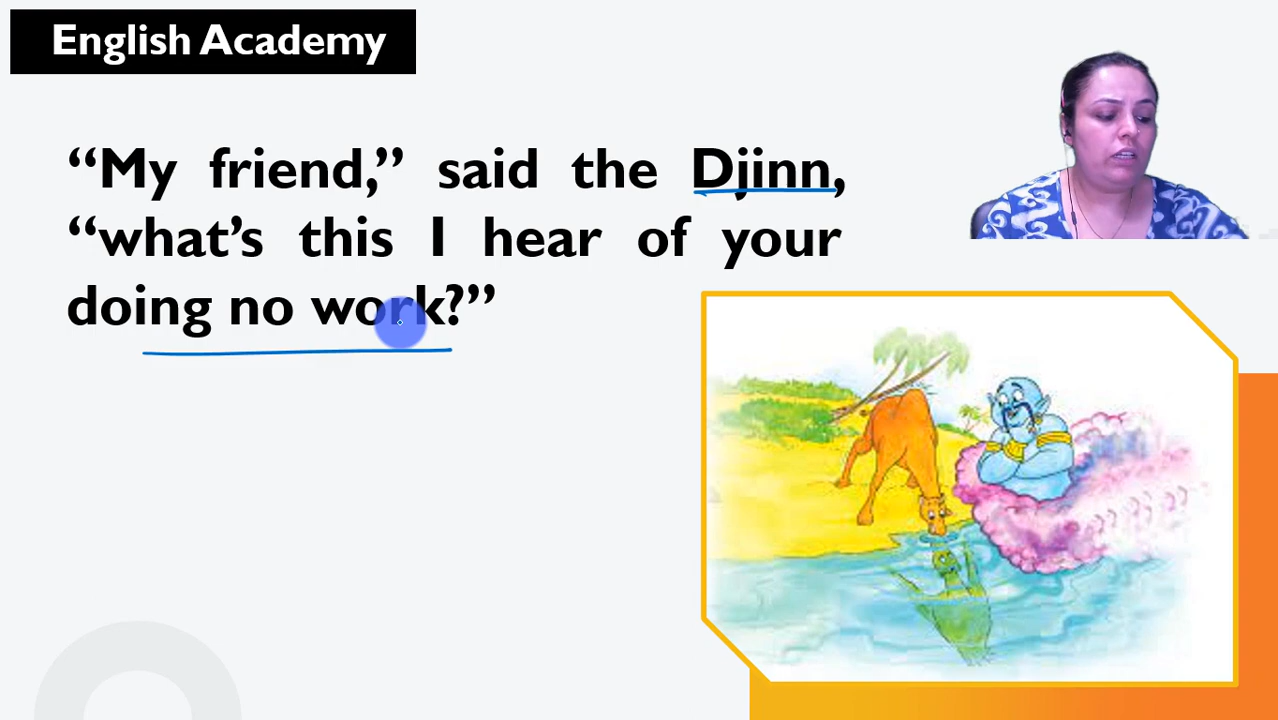 English Academy
“My friend,” said the Djinn,
“what’s this I hear of your
doing no work?”